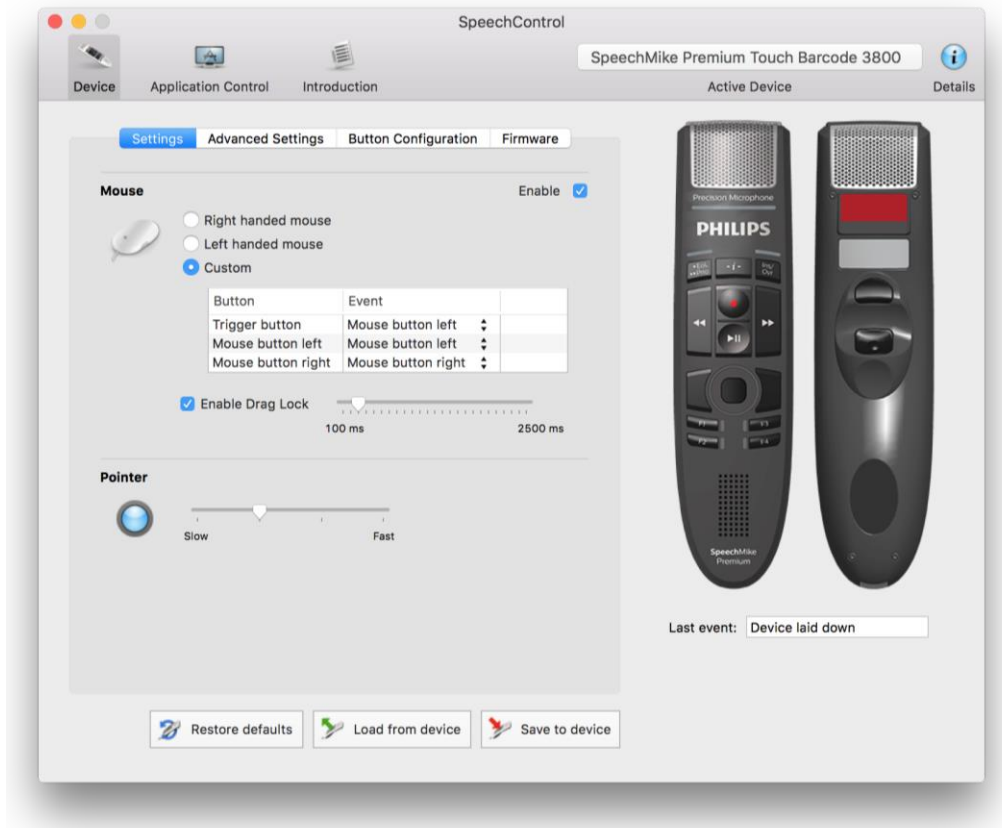 SpeechControl
Device
Application Control
Introduction
SpeechMike Premium Touch Barcode 3800
Active Device
Details
Settings
Advanced Settings
Button Configuration
Firmware
Mouse
Enable
Right handed mouse
Left handed mouse
Custom
Button Event
Trigger button Mouse button left
Mouse button left Mouse button left
Mouse button right Mouse button right
Enable Drag Lock
100 ms 2500 ms
Pointer
Slow Fast
Precision Microphone
PHILIPS
-i-
F1
F2
SpeechMike
Premium
Last event: Device laid down
Restore defaults
Load from device
Save to device